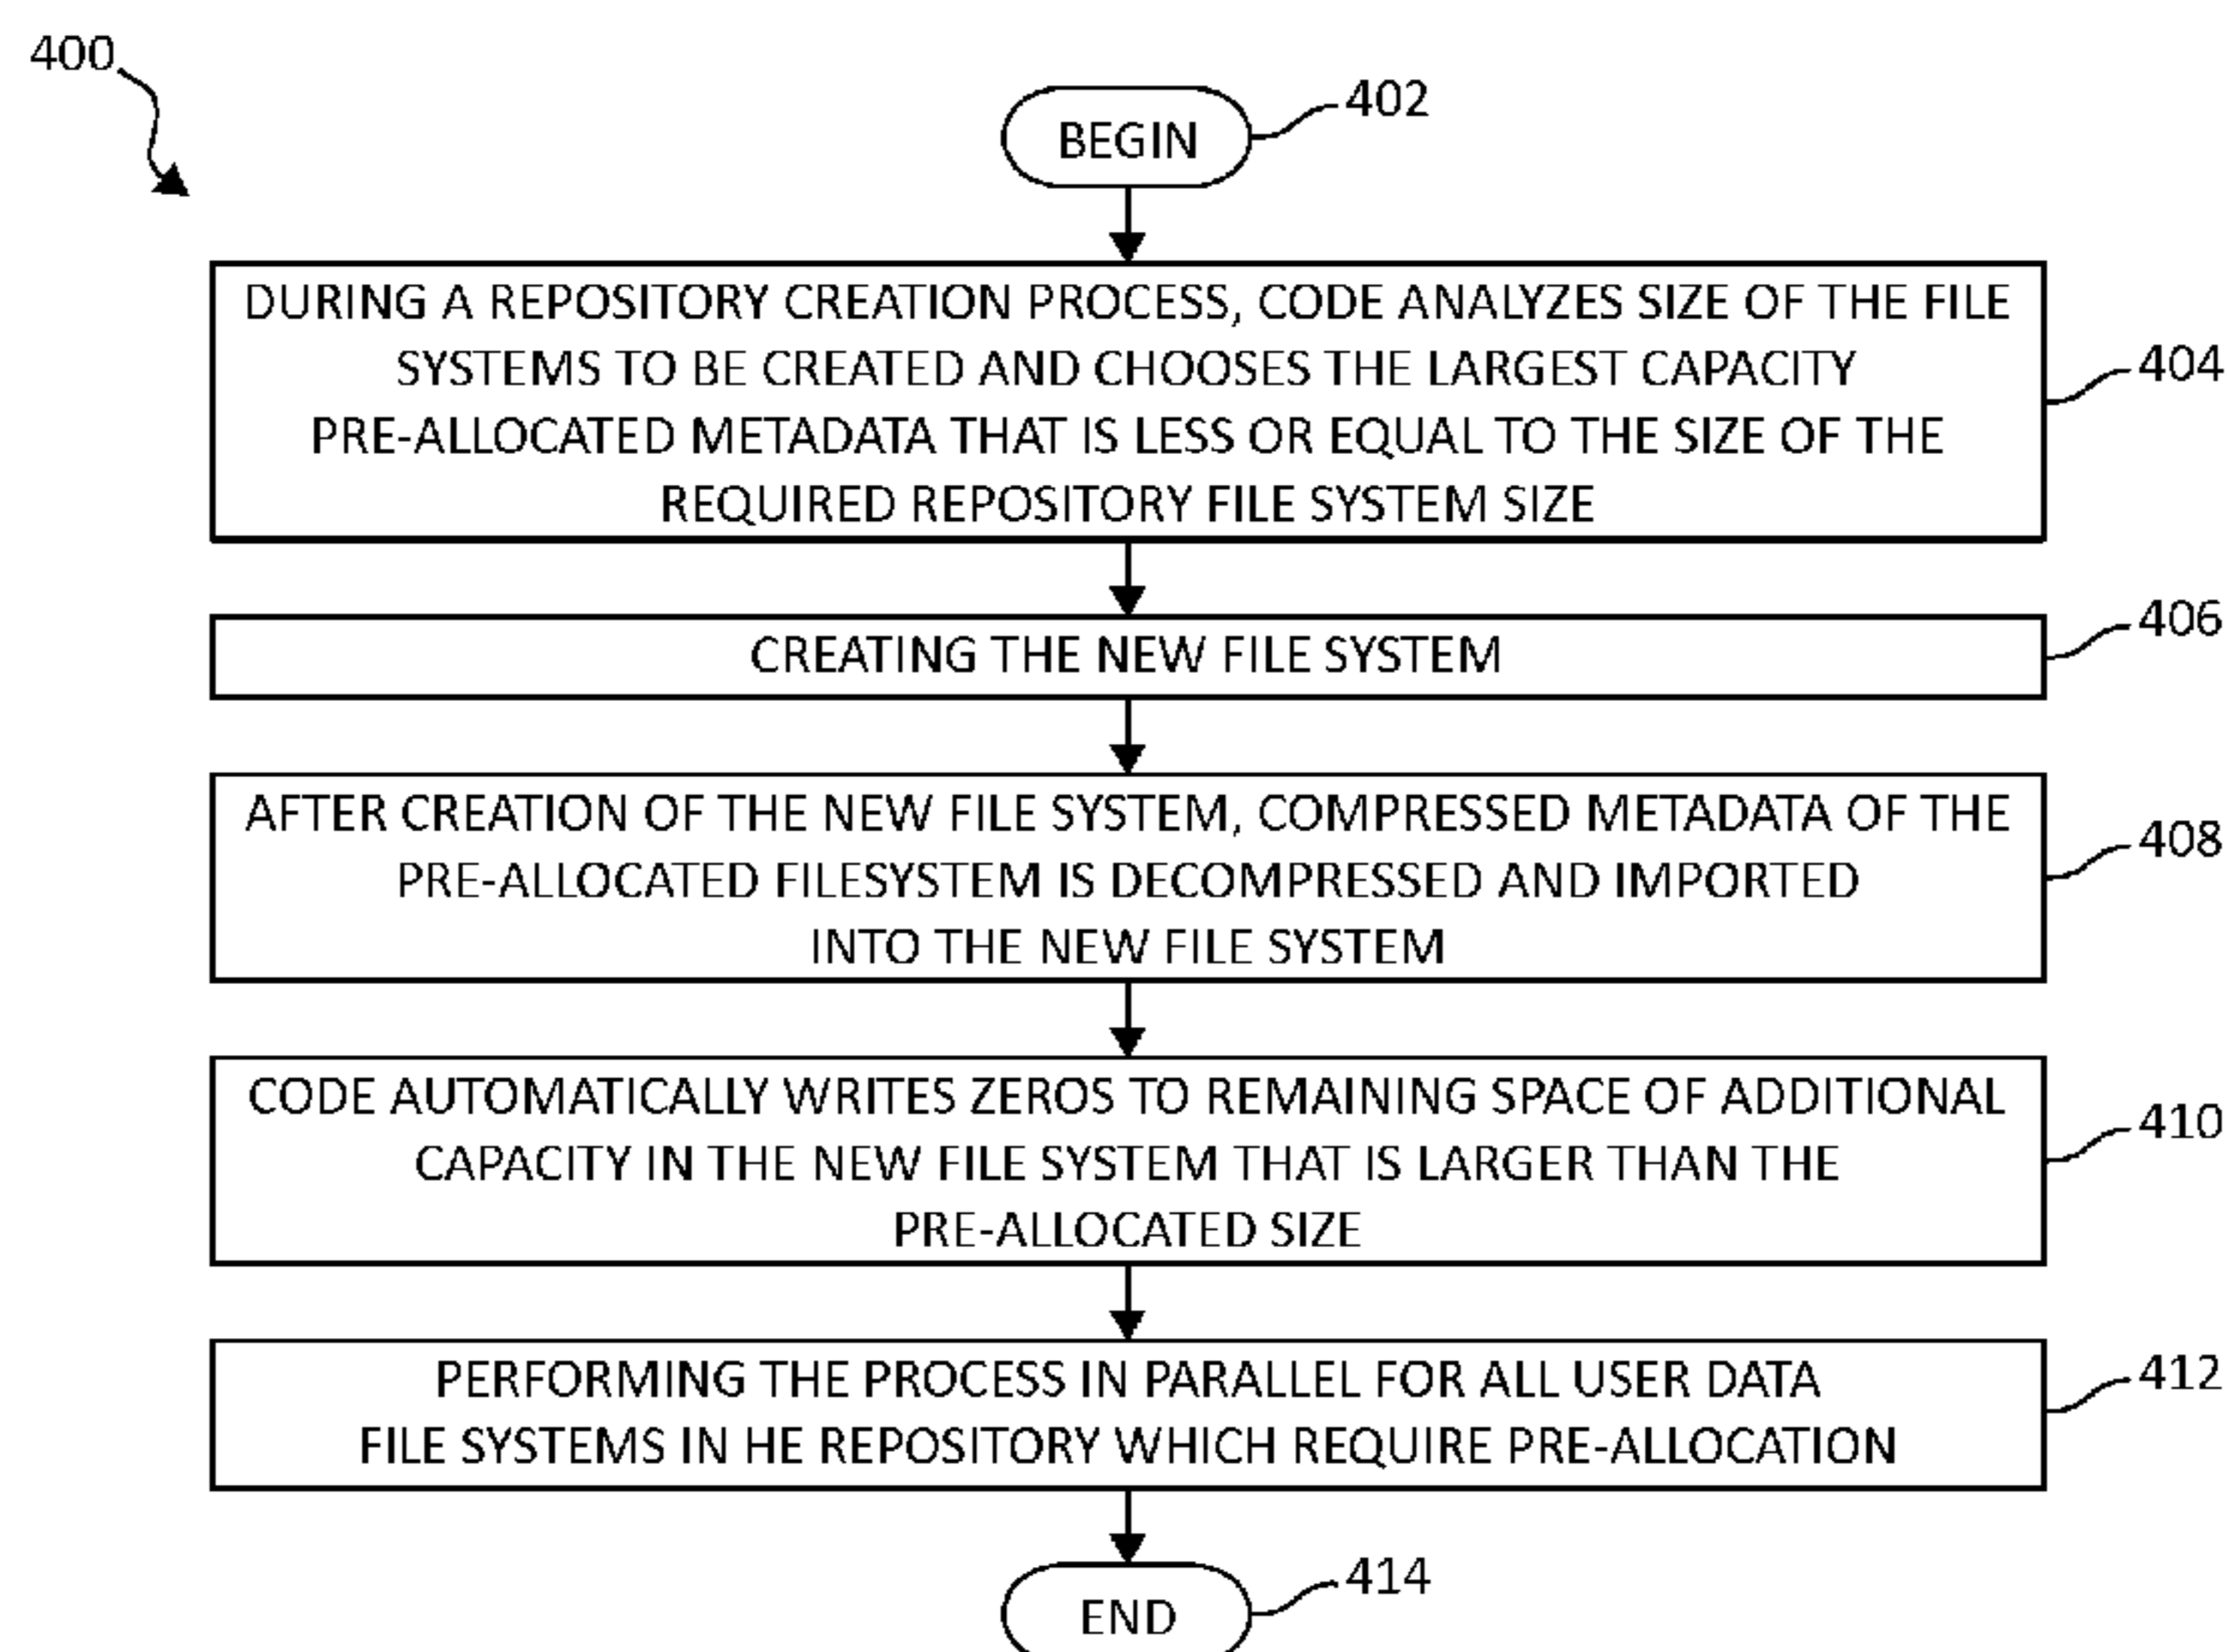 400
BEGIN
402
DURING A REPOSITORY CREATION PROCESS, CODE ANALYZES SIZE OF THE FILE
SYSTEMS TO BE CREATED AND CHOOSES THE LARGEST CAPACITY
PRE-ALLOCATED METADATA THAT IS LESS OR EQUAL TO THE SIZE OF THE
REQUIRED REPOSITORY FILE SYSTEM SIZE
404
CREATING THE NEW FILE SYSTEM
406
AFTER CREATION OF THE NEW FILE SYSTEM, COMPRESSED METADATA OF THE
PRE-ALLOCATED FILESYSTEM IS DECOMPRESSED AND IMPORTED
INTO THE NEW FILE SYSTEM
408
CODE AUTOMATICALLY WRITES ZEROS TO REMAINING SPACE OF ADDITIONAL
CAPACITY IN THE NEW FILE SYSTEM THAT IS LARGER THAN THE
PRE-ALLOCATED SIZE
410
PERFORMING THE PROCESS IN PARALLEL FOR ALL USER DATA
FILE SYSTEMS IN HE REPOSITORY WHICH REQUIRE PRE-ALLOCATION
412
END
414